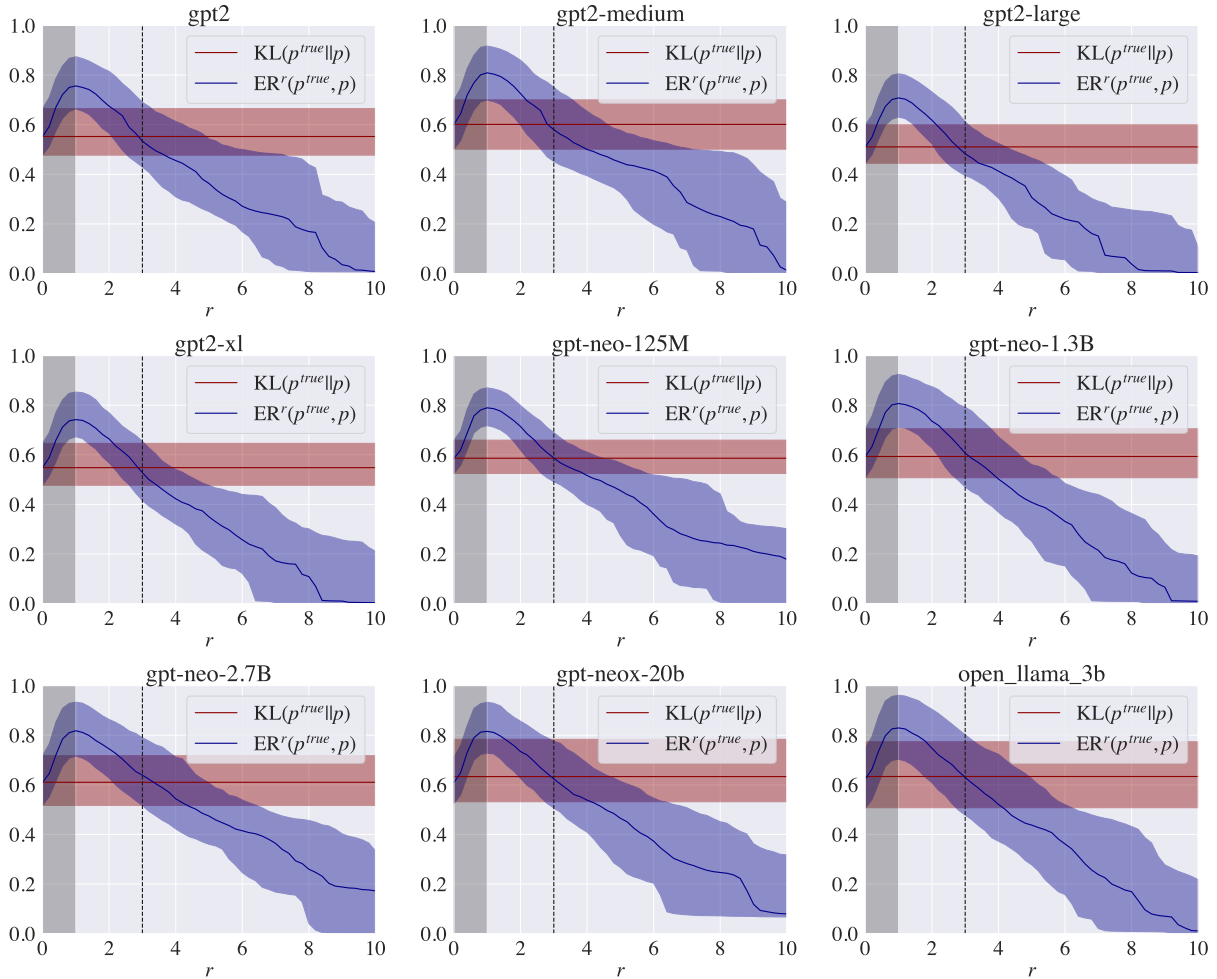 gpt2
1.0
0.8
0.6
0.4
0.2
0.0
KL(p^true||p)
ER^r(p^true, p)
0 2 4 6 8 10
r
gpt2-medium
1.0
0.8
0.6
0.4
0.2
0.0
KL(p^true||p)
ER^r(p^true, p)
0 2 4 6 8 10
r
gpt2-large
1.0
0.8
0.6
0.4
0.2
0.0
KL(p^true||p)
ER^r(p^true, p)
0 2 4 6 8 10
r
gpt2-xl
1.0
0.8
0.6
0.4
0.2
0.0
KL(p^true||p)
ER^r(p^true, p)
0 2 4 6 8 10
r
gpt-neo-125M
1.0
0.8
0.6
0.4
0.2
0.0
KL(p^true||p)
ER^r(p^true, p)
0 2 4 6 8 10
r
gpt-neo-1.3B
1.0
0.8
0.6
0.4
0.2
0.0
KL(p^true||p)
ER^r(p^true, p)
0 2 4 6 8 10
r
gpt-neo-2.7B
1.0
0.8
0.6
0.4
0.2
0.0
KL(p^true||p)
ER^r(p^true, p)
0 2 4 6 8 10
r
gpt-neox-20b
1.0
0.8
0.6
0.4
0.2
0.0
KL(p^true||p)
ER^r(p^true, p)
0 2 4 6 8 10
r
open_llama_3b
1.0
0.8
0.6
0.4
0.2
0.0
KL(p^true||p)
ER^r(p^true, p)
0 2 4 6 8 10
r